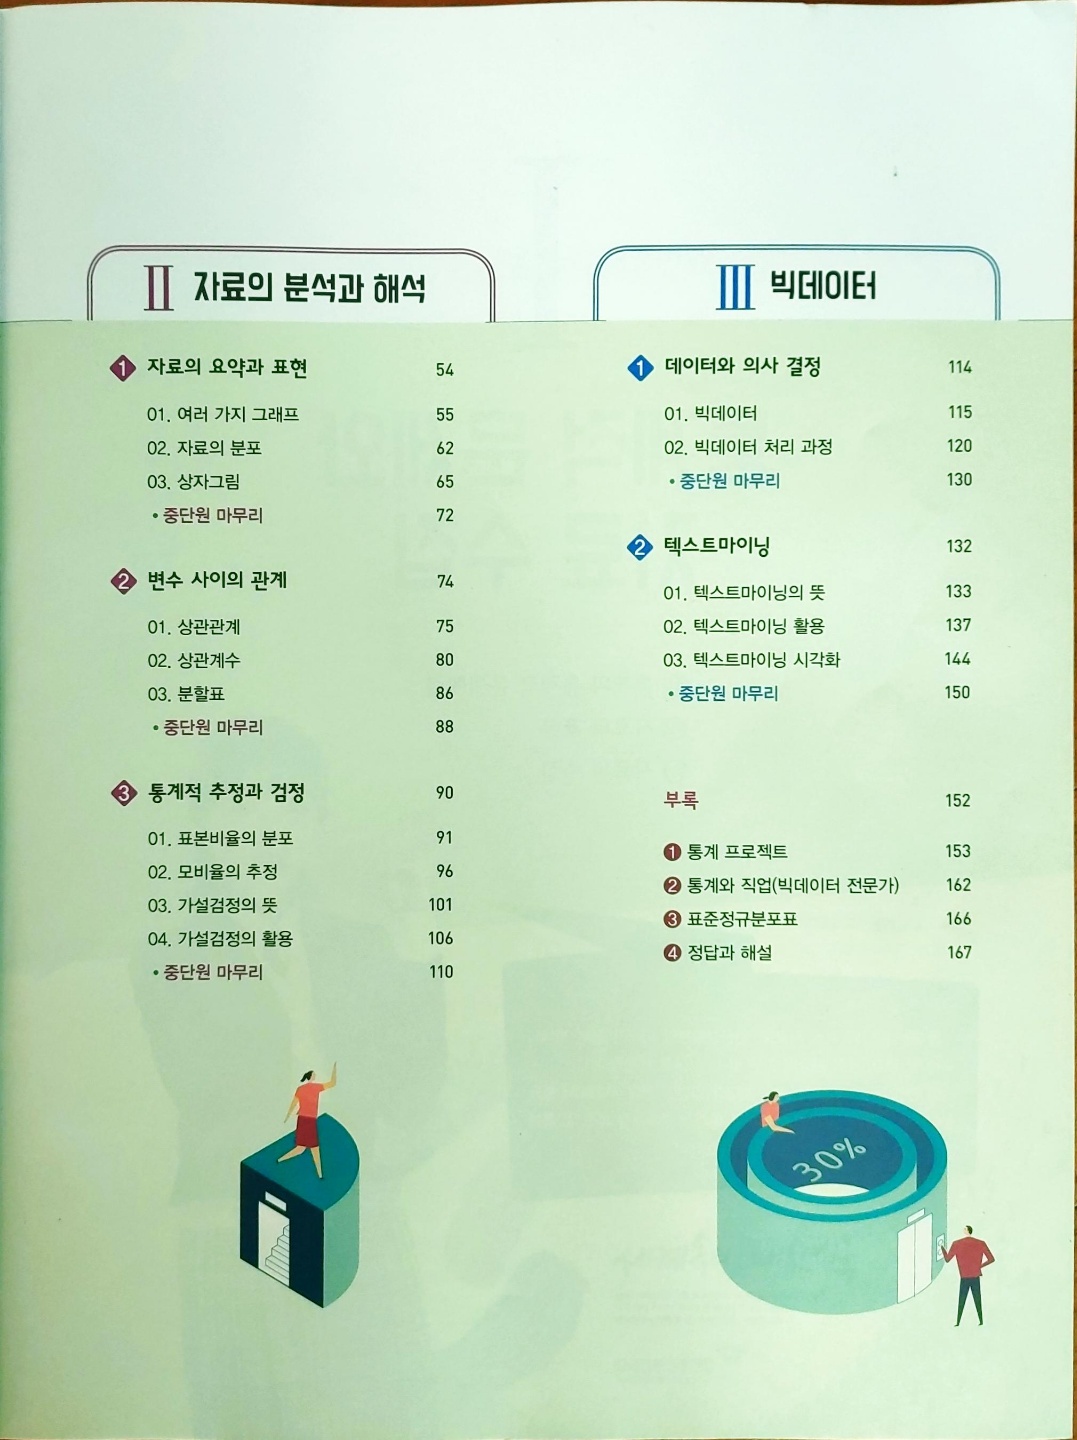 Ⅱ 자료의 분석과 해석
1 자료의 요약과 표현 54
01. 여러 가지 그래프 55
02. 자료의 분포 62
03. 상자그림 65
• 중단원 마무리 72
2 변수 사이의 관계 74
01. 상관관계 75
02. 상관계수 80
03. 분할표 86
• 중단원 마무리 88
3 통계적 추정과 검정 90
01. 표본비율의 분포 91
02. 모비율의 추정 96
03. 가설검정의 뜻 101
04. 가설검정의 활용 106
• 중단원 마무리 110
Ⅲ 빅데이터
1 데이터와 의사 결정 114
01. 빅데이터 115
02. 빅데이터 처리 과정 120
• 중단원 마무리 130
2 텍스트마이닝 132
01. 텍스트마이닝의 뜻 133
02. 텍스트마이닝 활용 137
03. 텍스트마이닝 시각화 144
• 중단원 마무리 150
부록 152
1 통계 프로젝트 153
2 통계와 직업(빅데이터 전문가) 162
3 표준정규분포표 166
4 정답과 해설 167
30%